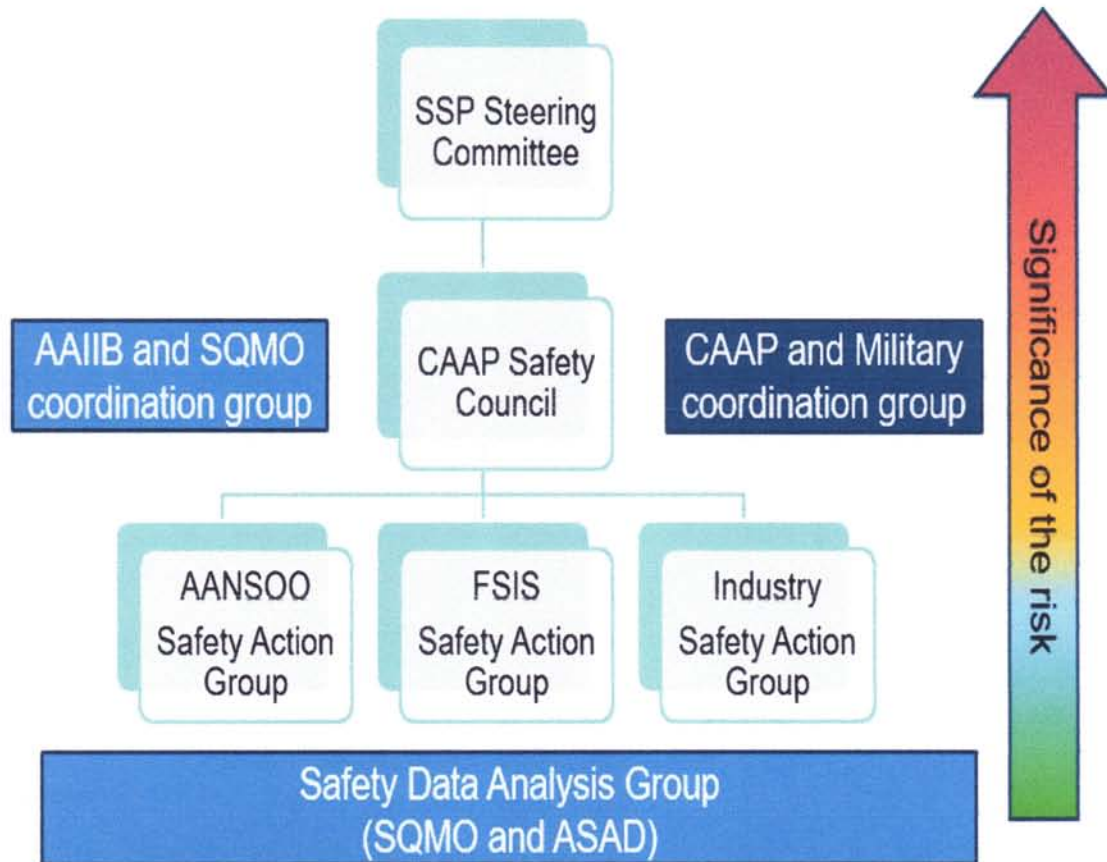 SSP Steering
Committee
AAIIB and SQMO
coordination group
CAAP Safety
Council
CAAP and Military
coordination group
AANSOO
Safety Action
Group
FSIS
Safety Action
Group
Industry
Safety Action
Group
Safety Data Analysis Group
(SQMO and ASAD)
Significance of the risk